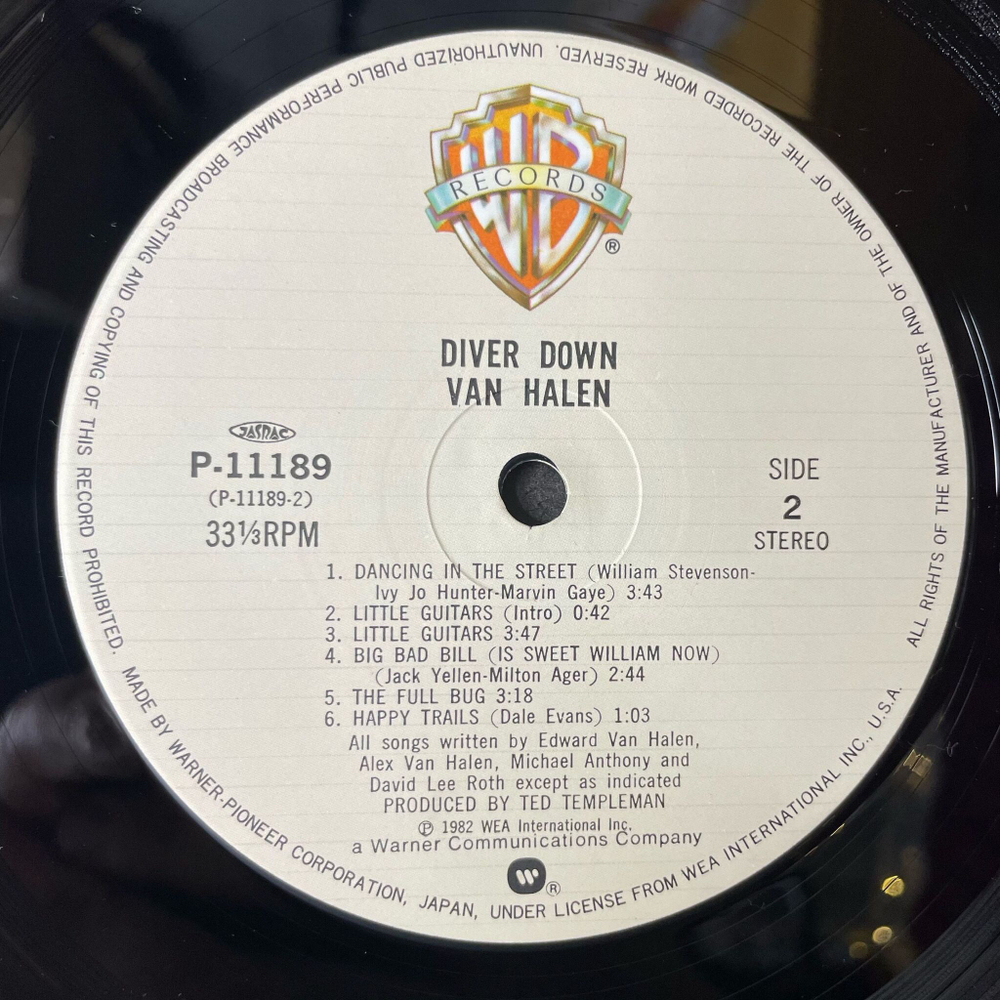 UNAUTHORIZED PUBLIC PERFORMANCE BROADCASTING AND COPYING OF THIS RECORD PROHIBITED.
ALL RIGHTS OF THE MANUFACTURER AND OF THE OWNER OF THE RECORDED WORK RESERVED.
WB
RECORDS
®
DIVER DOWN
VAN HALEN
JASRAC
P-11189
(P-11189-2)
33⅓RPM
SIDE
2
STEREO
1. DANCING IN THE STREET (William Stevenson-
Ivy Jo Hunter-Marvin Gaye) 3:43
2. LITTLE GUITARS (Intro) 0:42
3. LITTLE GUITARS 3:47
4. BIG BAD BILL (IS SWEET WILLIAM NOW)
(Jack Yellen-Milton Ager) 2:44
5. THE FULL BUG 3:18
6. HAPPY TRAILS (Dale Evans) 1:03
All songs written by Edward Van Halen,
Alex Van Halen, Michael Anthony and
David Lee Roth except as indicated
PRODUCED BY TED TEMPLEMAN
℗ 1982 WEA International Inc.
a Warner Communications Company
W ®
MADE BY WARNER-PIONEER CORPORATION, JAPAN, UNDER LICENSE FROM WEA INTERNATIONAL INC., U.S.A.